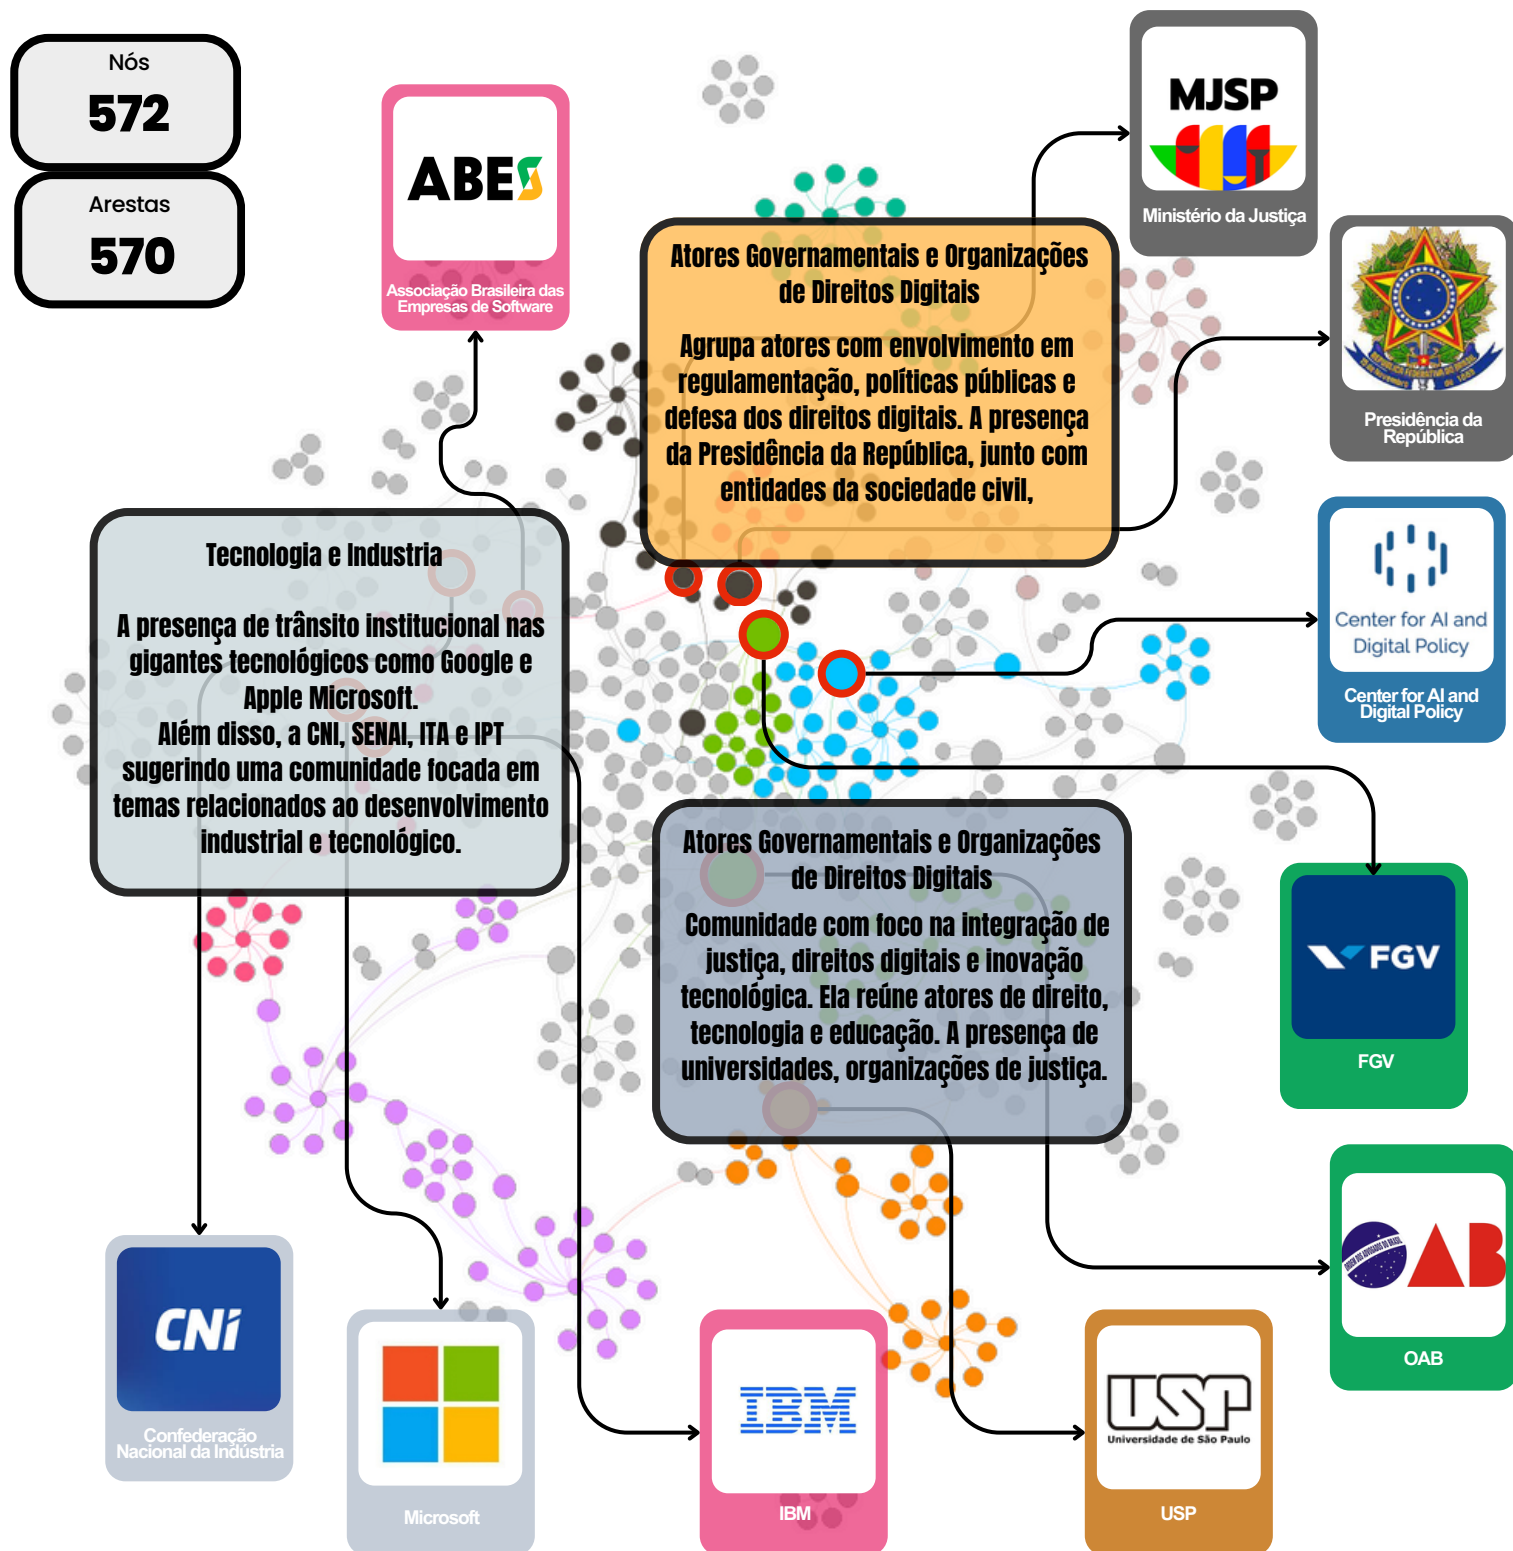 Nós
572
Arestas
570
ABES
Associação Brasileira das
Empresas de Software
MJSP
Ministério da Justiça
Presidência da
República
Atores Governamentais e Organizações
de Direitos Digitais
Agrupa atores com envolvimento em
regulamentação, políticas públicas e
defesa dos direitos digitais. A presença
da Presidência da República, junto com
entidades da sociedade civil,
Tecnologia e Industria
A presença de trânsito institucional nas
gigantes tecnológicos como Google e
Apple Microsoft.
Além disso, a CNI, SENAI, ITA e IPT
sugerindo uma comunidade focada em
temas relacionados ao desenvolvimento
industrial e tecnológico.
Center for AI and
Digital Policy
Center for AI and
Digital Policy
Atores Governamentais e Organizações
de Direitos Digitais
Comunidade com foco na integração de
justiça, direitos digitais e inovação
tecnológica. Ela reúne atores de direito,
tecnologia e educação. A presença de
universidades, organizações de justiça.
FGV
FGV
OAB
OAB
CNI
Confederação
Nacional da Indústria
Microsoft
IBM
IBM
USP
Universidade de São Paulo
USP